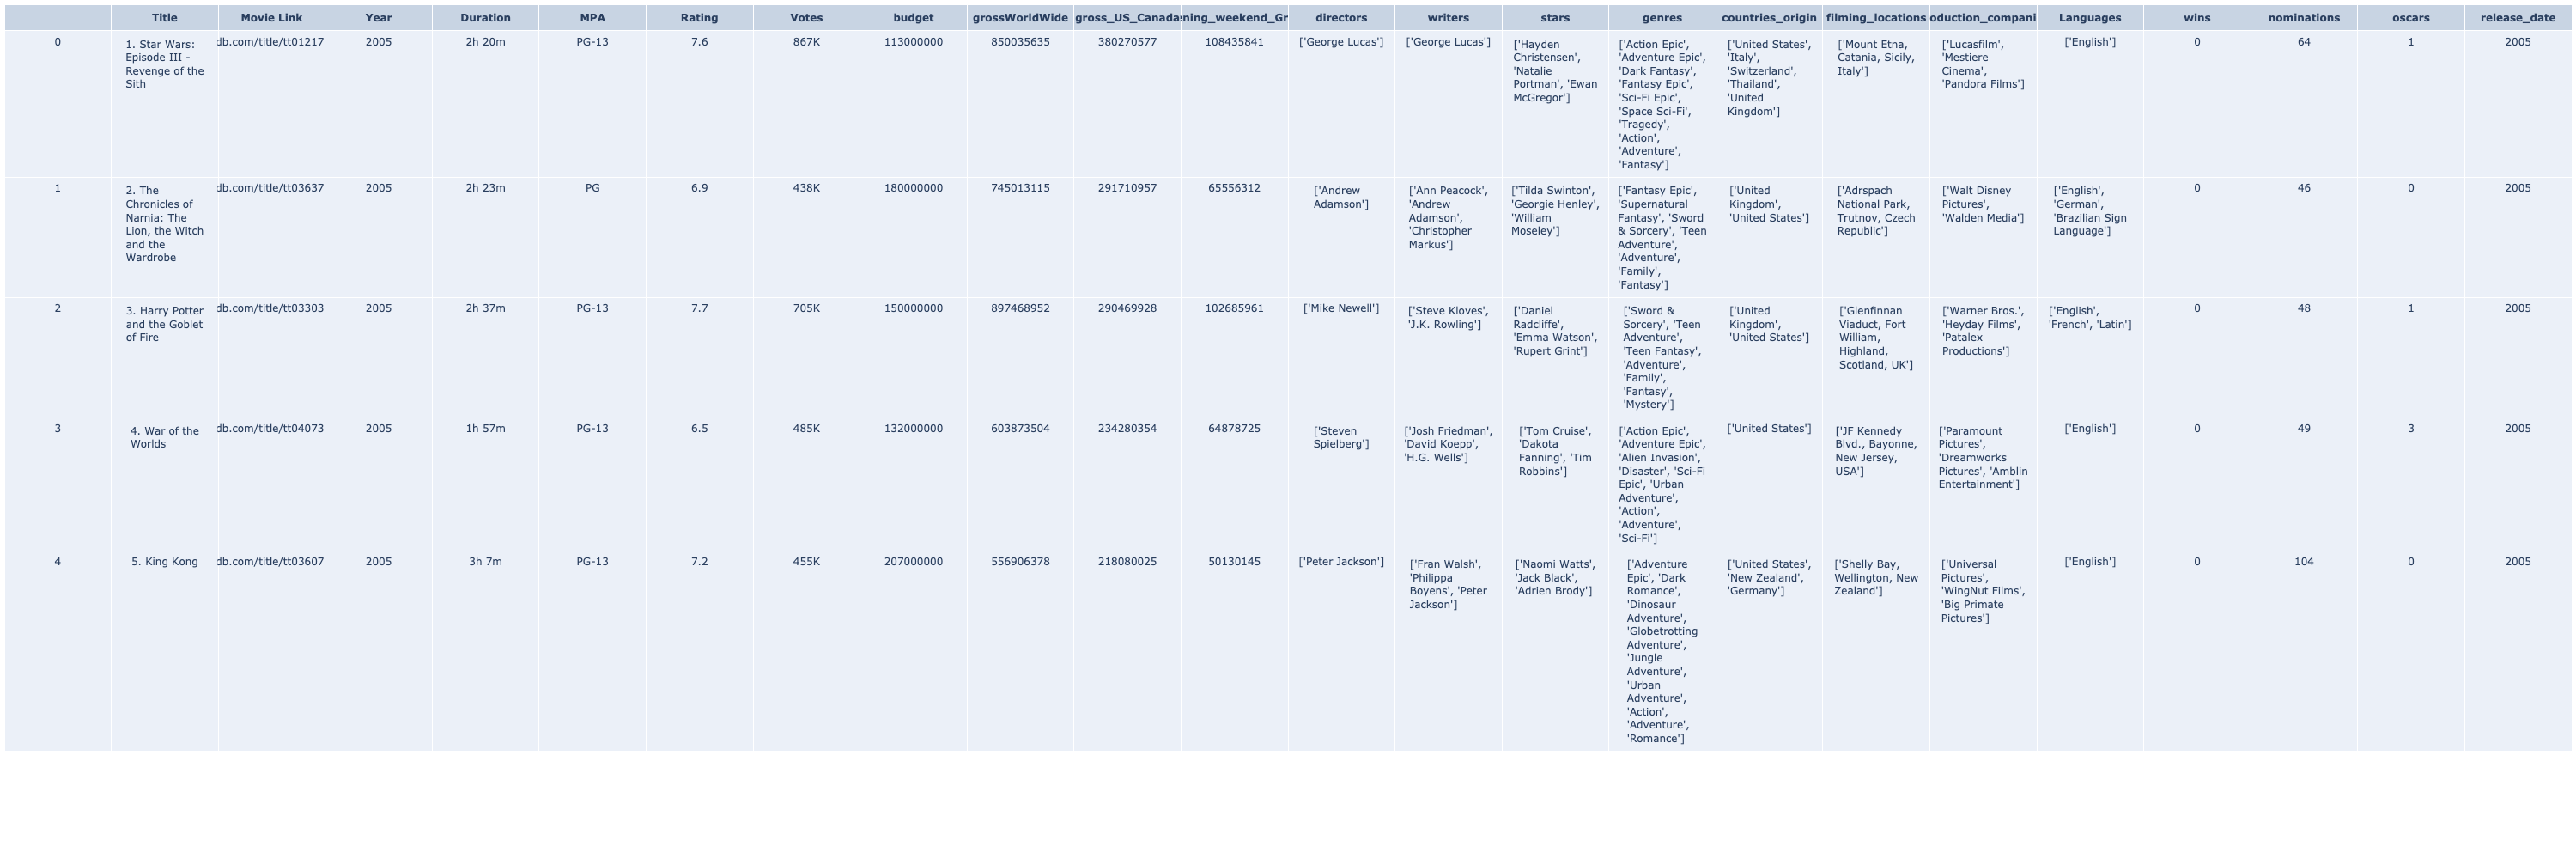 Title Movie Link Year Duration MPA Rating Votes budget grossWorldWide gross_US_Canada ning_weekend_Gr directors writers stars genres countries_origin filming_locations oduction_compani Languages wins nominations oscars release_date
0 1. Star Wars: db.com/title/tt01217 2005 2h 20m PG-13 7.6 867K 113000000 850035635 380270577 108435841 ['George Lucas'] ['George Lucas'] ['Hayden ['Action Epic', ['United States', ['Mount Etna, ['Lucasfilm', ['English'] 0 64 1 2005
Episode III - 'Adventure Epic', 'Italy', Catania, Sicily, 'Mestiere
Revenge of the Christensen', 'Dark Fantasy', 'Switzerland', Italy'] Cinema',
Sith 'Natalie 'Fantasy Epic', 'Thailand', 'Pandora Films']
Portman', 'Ewan 'Sci-Fi Epic', 'United
McGregor'] 'Space Sci-Fi', Kingdom']
'Tragedy',
'Action',
'Adventure',
'Fantasy']
1 2. The db.com/title/tt03637 2005 2h 23m PG 6.9 438K 180000000 745013115 291710957 65556312 ['Andrew ['Ann Peacock', ['Tilda Swinton', ['Fantasy Epic', ['United ['Adrspach ['Walt Disney ['English', 0 46 0 2005
Chronicles of Adamson'] 'Andrew 'Georgie Henley', 'Supernatural Kingdom', National Park, Pictures', 'German',
Narnia: The Adamson', 'William Fantasy', 'Sword 'United States'] Trutnov, Czech 'Walden Media'] 'Brazilian Sign
Lion, the Witch 'Christopher Moseley'] & Sorcery', 'Teen Republic'] Language']
and the Markus'] Adventure',
Wardrobe 'Adventure',
'Family',
'Fantasy']
2 3. Harry Potter db.com/title/tt03303 2005 2h 37m PG-13 7.7 705K 150000000 897468952 290469928 102685961 ['Mike Newell'] ['Steve Kloves', ['Daniel ['Sword & ['United ['Glenfinnan ['Warner Bros.', ['English', 0 48 1 2005
and the Goblet 'J.K. Rowling'] Radcliffe', Sorcery', 'Teen Kingdom', Viaduct, Fort 'Heyday Films', 'French', 'Latin']
of Fire 'Emma Watson', Adventure', 'United States'] William, 'Patalex
'Rupert Grint'] 'Teen Fantasy', Highland, Productions']
'Adventure', Scotland, UK']
'Family',
'Fantasy',
'Mystery']
3 4. War of the db.com/title/tt04073 2005 1h 57m PG-13 6.5 485K 132000000 603873504 234280354 64878725 ['Steven ['Josh Friedman', ['Tom Cruise', ['Action Epic', ['United States'] ['JF Kennedy ['Paramount ['English'] 0 49 3 2005
Worlds Spielberg'] 'David Koepp', 'Dakota 'Adventure Epic', Blvd., Bayonne, Pictures',
'H.G. Wells'] Fanning', 'Tim 'Alien Invasion', New Jersey, 'Dreamworks
Robbins'] 'Disaster', 'Sci-Fi USA'] Pictures', 'Amblin
Epic', 'Urban Entertainment']
Adventure',
'Action',
'Adventure',
'Sci-Fi']
4 5. King Kong db.com/title/tt03607 2005 3h 7m PG-13 7.2 455K 207000000 556906378 218080025 50130145 ['Peter Jackson'] ['Fran Walsh', ['Naomi Watts', ['Adventure ['United States', ['Shelly Bay, ['Universal ['English'] 0 104 0 2005
'Philippa 'Jack Black', Epic', 'Dark 'New Zealand', Wellington, New Pictures',
Boyens', 'Peter 'Adrien Brody'] Romance', 'Germany'] Zealand'] 'WingNut Films',
Jackson'] 'Dinosaur 'Big Primate
Adventure', Pictures']
'Globetrotting
Adventure',
'Jungle
Adventure',
'Urban
Adventure',
'Action',
'Adventure',
'Romance']